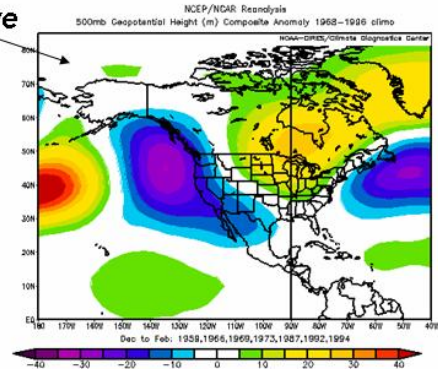 NCEP/NCAR Reanalysis
500mb Geopotential Height (m) Composite Anomaly 1968-1996 climo
NOAA-CIRES/Climate Diagnostics Center
80N
70N
60N
50N
40N
30N
20N
10N
EQ
180 170W 160W 140W 130W 120W 110W 100W 90W 80W 70W 60W 50W 40W
Dec to Feb: 1958,1966,1969,1973,1987,1992,1994
-40 -30 -20 -10 0 10 20 30 40